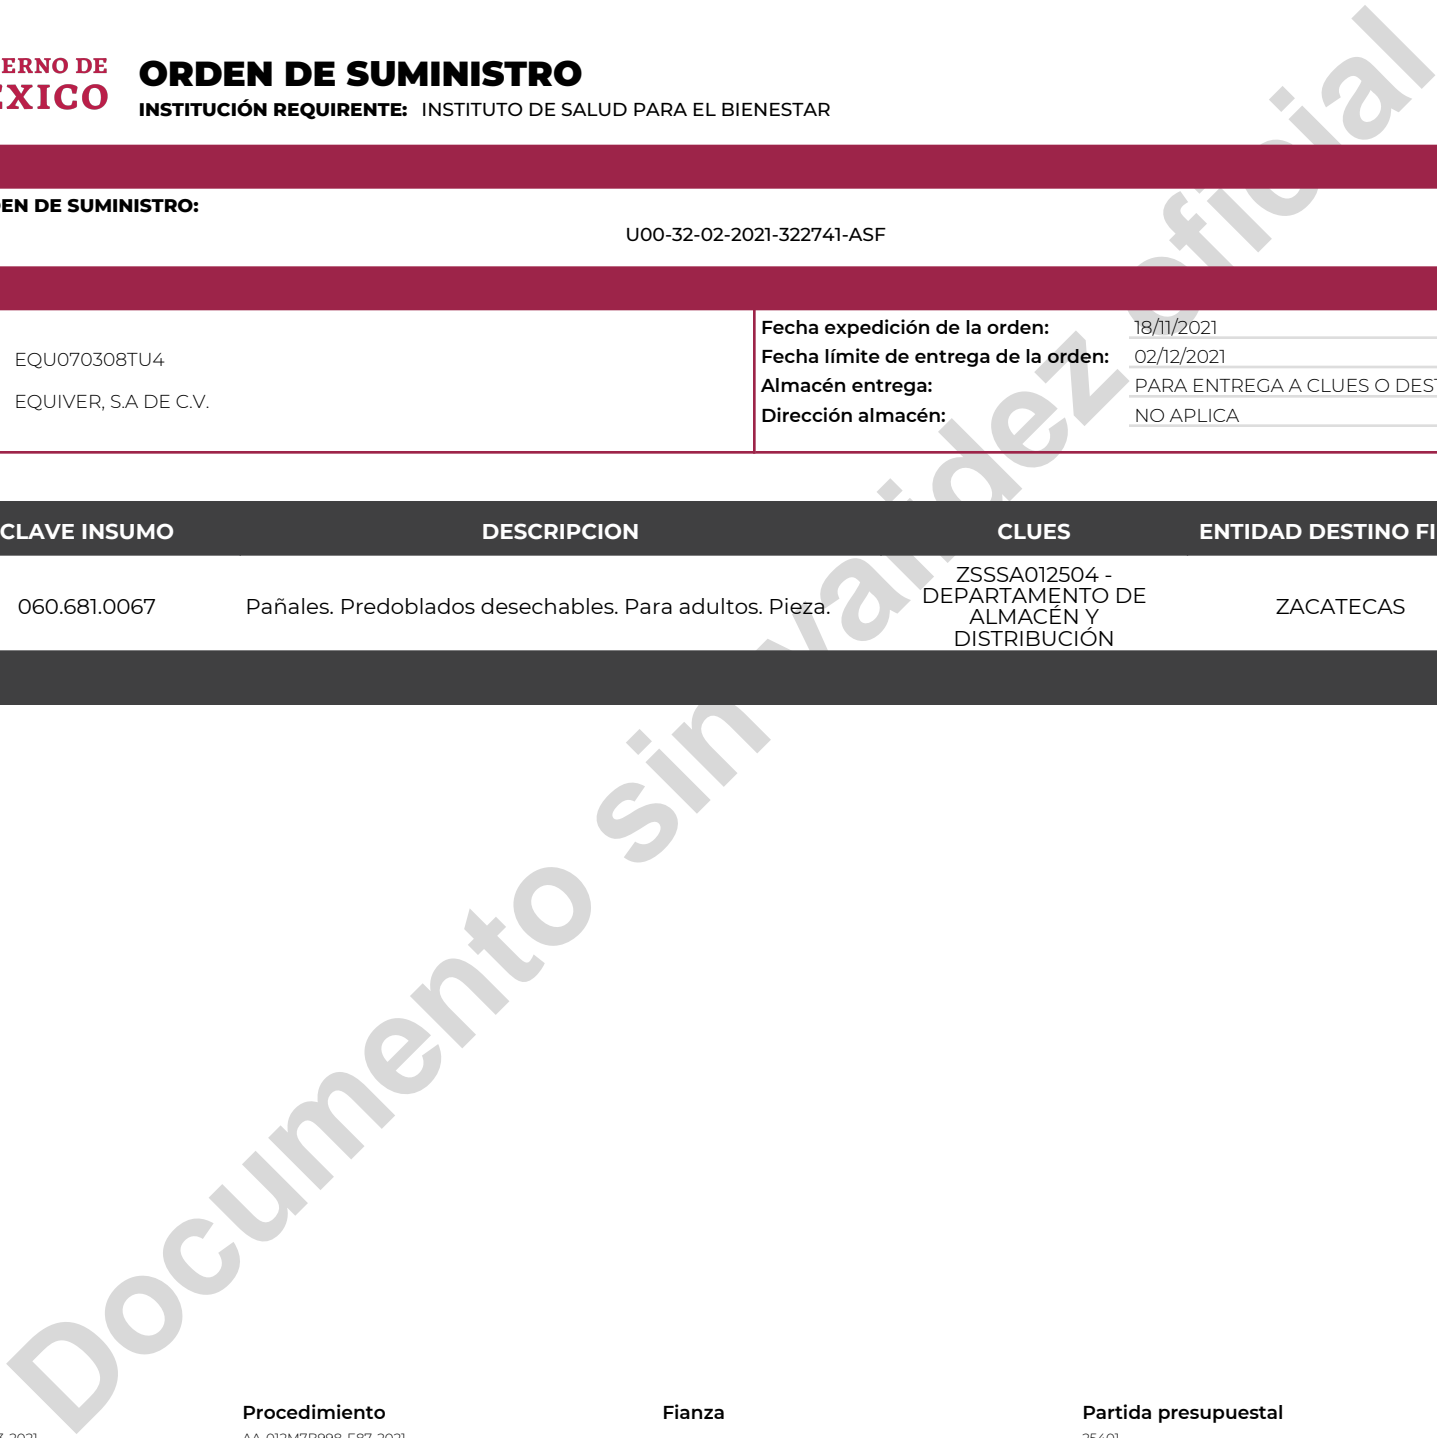 ERNO DE
EXICO
ORDEN DE SUMINISTRO
INSTITUCIÓN REQUIRENTE: INSTITUTO DE SALUD PARA EL BIENESTAR
EN DE SUMINISTRO:
U00-32-02-2021-322741-ASF
EQU070308TU4
EQUIVER, S.A DE C.V.
Fecha expedición de la orden: 18/11/2021
Fecha límite de entrega de la orden: 02/12/2021
Almacén entrega: PARA ENTREGA A CLUES O DEST
Dirección almacén: NO APLICA
CLAVE INSUMO DESCRIPCION CLUES ENTIDAD DESTINO FI
060.681.0067 Pañales. Predoblados desechables. Para adultos. Pieza. ZSSSA012504 -
DEPARTAMENTO DE
ALMACÉN Y
DISTRIBUCIÓN
ZACATECAS
Documento sin validez oficial
Procedimiento Fianza Partida presupuestal